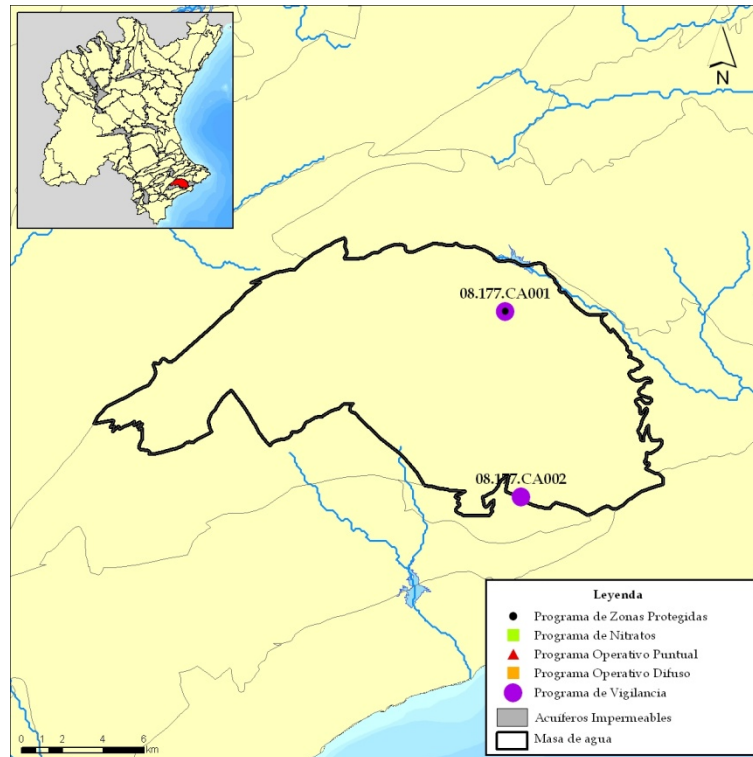 N
08.177.CA001
08.177.CA002
Leyenda
Programa de Zonas Protegidas
Programa de Nitratos
Programa Operativo Puntual
Programa Operativo Difuso
Programa de Vigilancia
Acuíferos Impermeables
Masa de agua
0 2 4 6
km